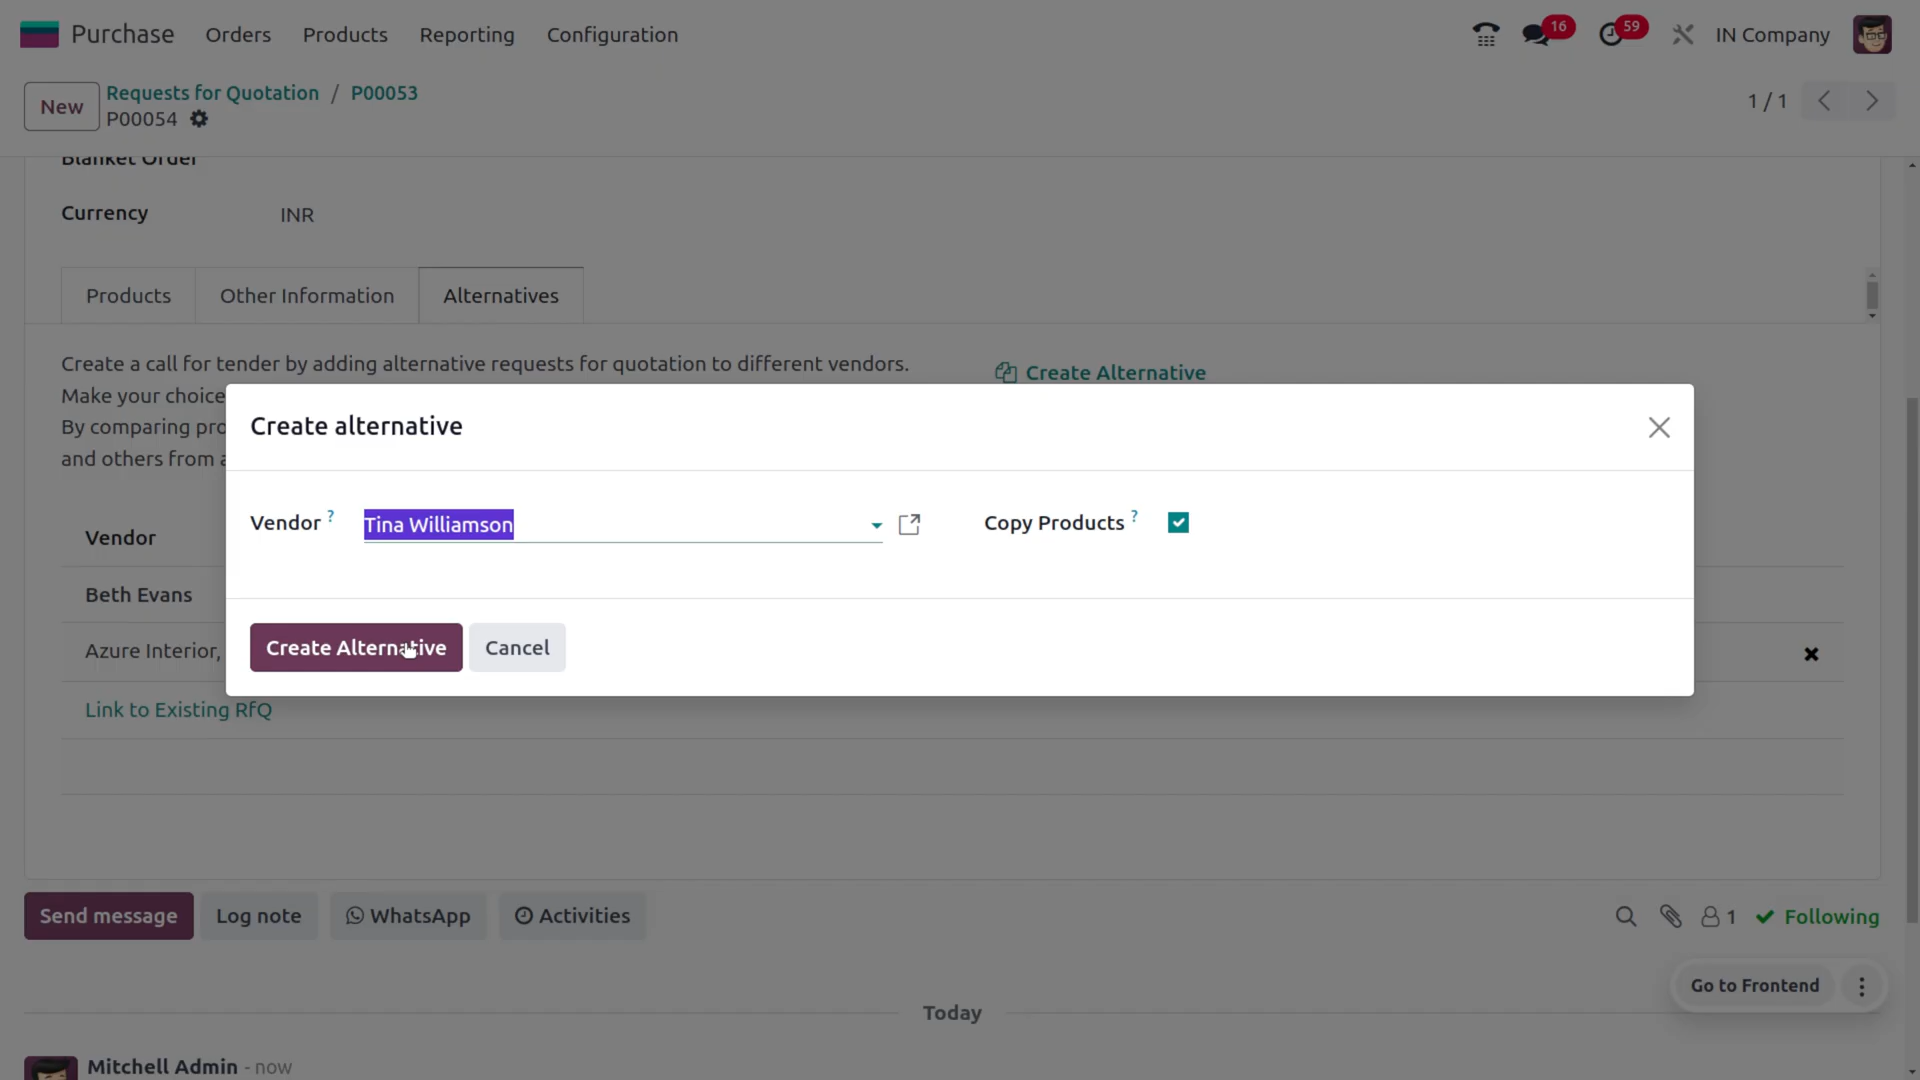 Purchase Orders Products Reporting Configuration 16 59 IN Company
New Requests for Quotation / P00053
P00054
1 / 1
Blanket Order
Currency INR
Products Other Information Alternatives
Create a call for tender by adding alternative requests for quotation to different vendors.
Make your choice
By comparing pro
and others from a
Create Alternative
Create alternative
Vendor ? Tina Williamson Copy Products ?
Create Alternative Cancel
Vendor
Beth Evans
Azure Interior,
Link to Existing RfQ
Send message Log note WhatsApp Activities 1 Following
Go to Frontend
Today
Mitchell Admin - now